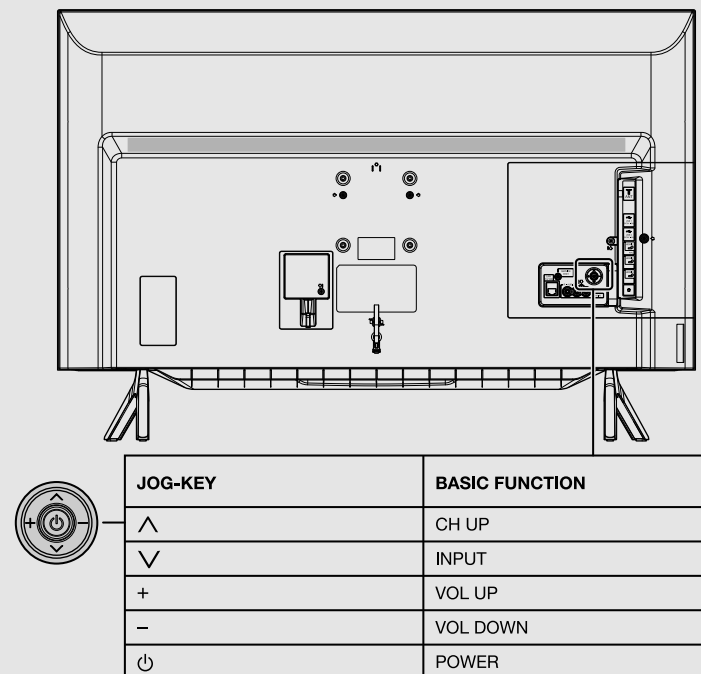 JOG-KEY BASIC FUNCTION
∧ CH UP
∨ INPUT
+ VOL UP
– VOL DOWN
⏻ POWER